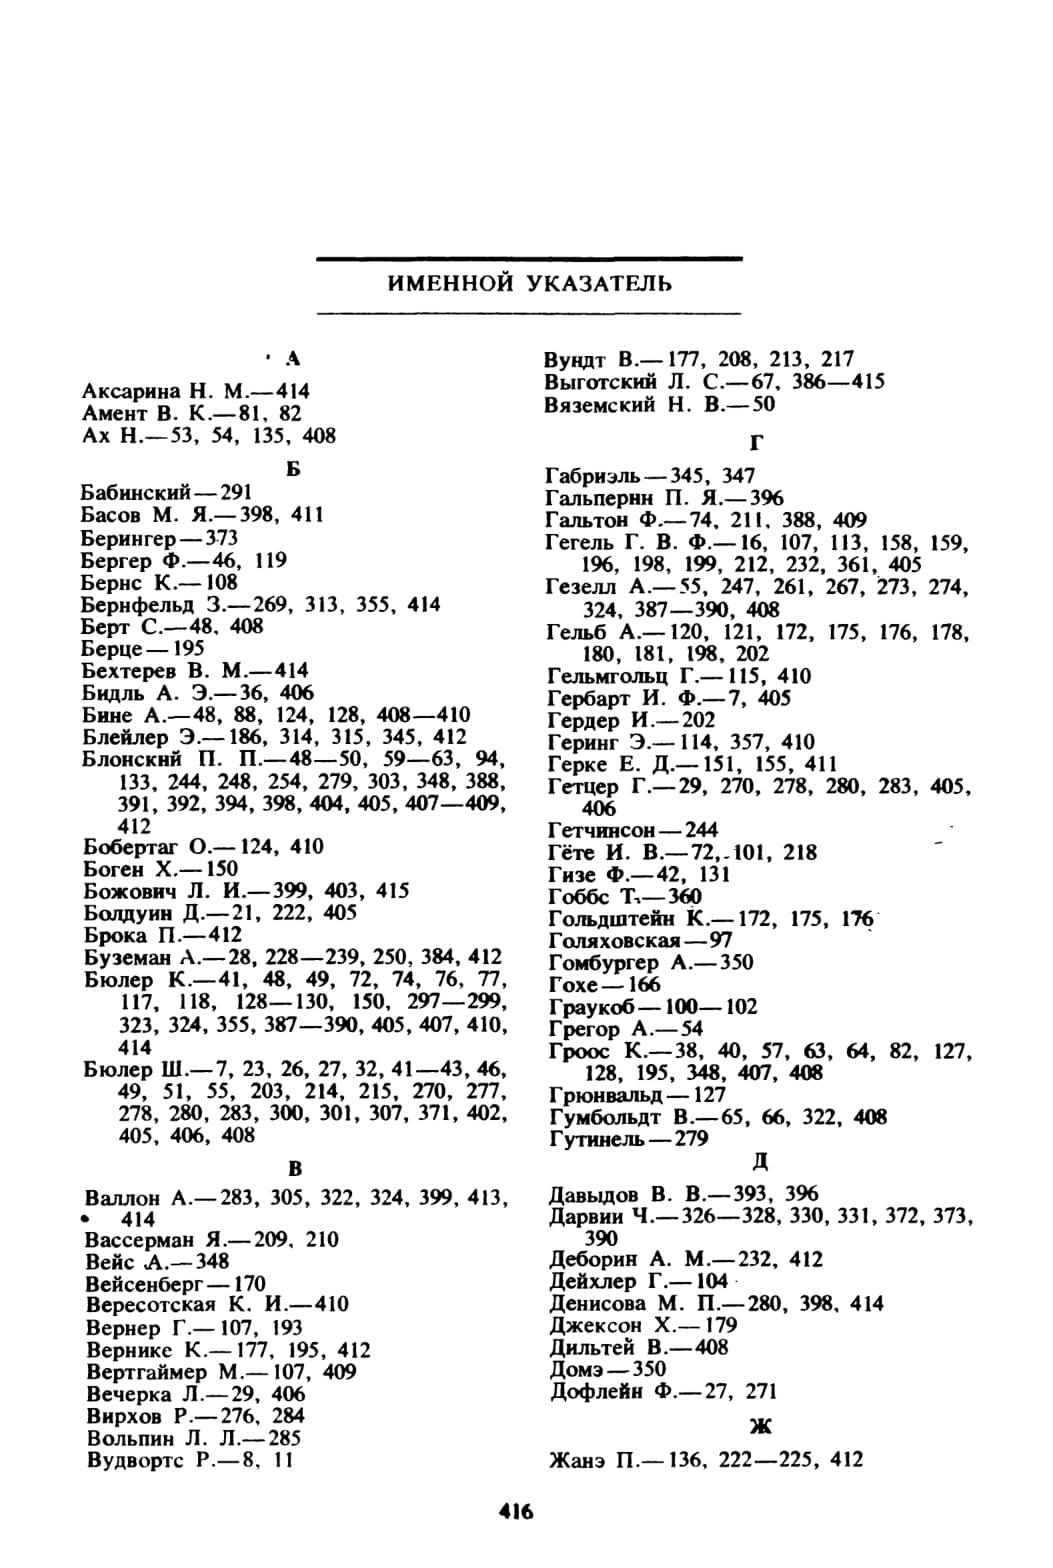 ИМЕННОЙ УКАЗАТЕЛЬ
А
Аксарина Н. М.—414
Амент В. К.—81, 82
Ах Н.—53, 54, 135, 408
Б
Бабинский—291
Басов М. Я.—398, 411
Берингер—373
Бергер Ф.—46, 119
Бернс К.—108
Бернфельд З.—269, 313, 355, 414
Берт С.—48, 408
Берце—195
Бехтерев В. М.—414
Бидль А. Э.—36, 406
Бине А.—48, 88, 124, 128, 408—410
Блейлер Э.—186, 314, 315, 345, 412
Блонский П. П.—48—50, 59—63, 94,
133, 244, 248, 254, 279, 303, 348, 388,
391, 392, 394, 398, 404, 405, 407—409,
412
Бобертаг О.—124, 410
Боген Х.—150
Божович Л. И.—399, 403, 415
Болдуин Д.—21, 222, 405
Брока П.—412
Буземан А.—28, 228—239, 250, 384, 412
Бюлер К.—41, 48, 49, 72, 74, 76, 77,
117, 118, 128—130, 150, 297—299,
323, 324, 355, 387—390, 405, 407, 410,
414
Бюлер Ш.—7, 23, 26, 27, 32, 41—43, 46,
49, 51, 55, 203, 214, 215, 270, 277,
278, 280, 283, 300, 301, 307, 371, 402,
405, 406, 408
В
Валлон А.—283, 305, 322, 324, 399, 413,
414
Вассерман Я.—209, 210
Вейс А.—348
Вейсенберг—170
Вересотская К. И.—410
Вернер Г.—107, 193
Вернике К.—177, 195, 412
Вертгаймер М.—107, 409
Вечерка Л.—29, 406
Вирхов Р.—276, 284
Вольпин Л. Л.—285
Вудвортс Р.—8, 11
Вундт В.—177, 208, 213, 217
Выготский Л. С.—67, 386—415
Вяземский Н. В.—50
Г
Габриэль—345, 347
Гальперин П. Я.—396
Гальтон Ф.—74, 211, 388, 409
Гегель Г. В. Ф.—16, 107, 113, 158, 159,
196, 198, 199, 212, 232, 361, 405
Гезелл А.—55, 247, 261, 267, 273, 274,
324, 387—390, 408
Гельб А.—120, 121, 172, 175, 176, 178,
180, 181, 198, 202
Гельмгольц Г.—115, 410
Гербарт И. Ф.—7, 405
Гердер И.—202
Геринг Э.—114, 357, 410
Герке Е. Д.—151, 155, 411
Гетцер Г.—29, 270, 278, 280, 283, 405,
406
Гетчинсон—244
Гёте И. В.—72, 101, 218
Гизе Ф.—42, 131
Гоббс Т.—360
Гольдштейн К.—172, 175, 176
Голяховская—97
Гомбургер А.—350
Гохе—166
Граукоб—100—102
Грегор А.—54
Гроос К.—38, 40, 57, 63, 64, 82, 127,
128, 195, 348, 407, 408
Грюнвальд—127
Гумбольдт В.—65, 66, 322, 408
Гутинель—279
Д
Давыдов В. В.—393, 396
Дарвин Ч.—326—328, 330, 331, 372, 373,
390
Деборин А. М.—232, 412
Дейхлер Г.—104
Денисова М. П.—280, 398, 414
Джексон Х.—179
Дильтей В.—408
Домэ—350
Дофлейн Ф.—27, 271
Ж
Жанэ П.—136, 222—225, 412
416